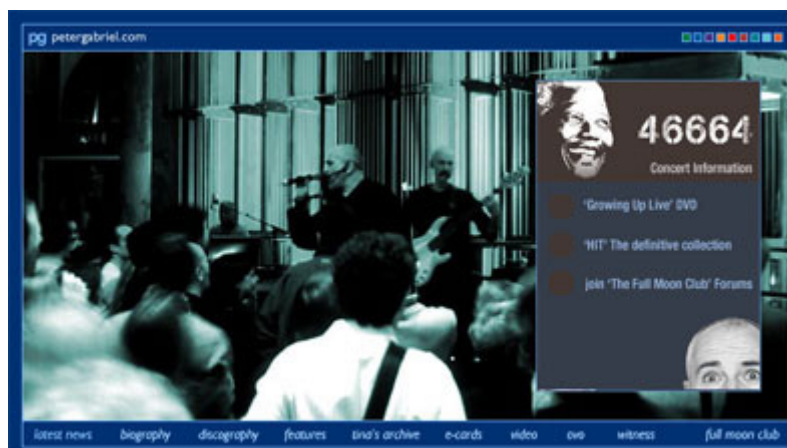 pg petergabriel.com
46664
Concert Information
'Growing Up Live' DVD
'HIT' The definitive collection
join 'The Full Moon Club' Forums
latest news biography discography features tina's archive e-cards video ovo witness full moon club